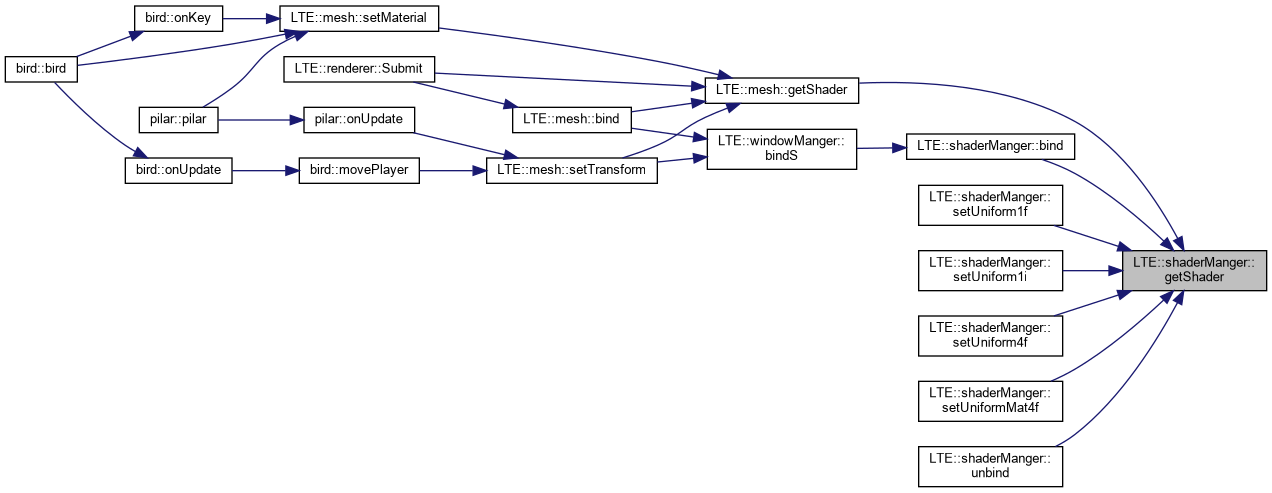 bird::onKey
LTE::mesh::setMaterial
bird::bird
LTE::renderer::Submit
LTE::mesh::getShader
pilar::pilar
pilar::onUpdate
LTE::mesh::bind
LTE::windowManger::
bindS
LTE::shaderManger::bind
bird::onUpdate
bird::movePlayer
LTE::mesh::setTransform
LTE::shaderManger::
setUniform1f
LTE::shaderManger::
setUniform1i
LTE::shaderManger::
getShader
LTE::shaderManger::
setUniform4f
LTE::shaderManger::
setUniformMat4f
LTE::shaderManger::
unbind